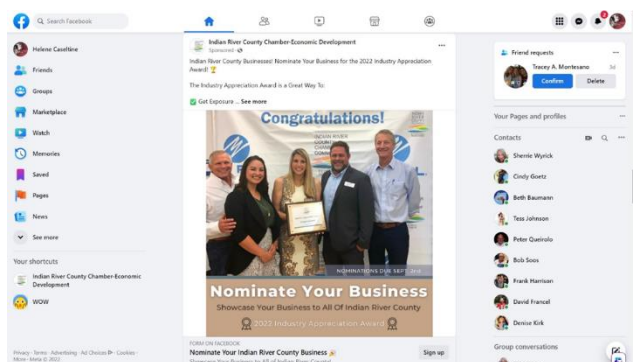 Search Facebook
Helene Caseltine
Friends
Groups
Marketplace
Watch
Memories
Saved
Pages
News
See more
Your shortcuts
Indian River County Chamber-Economic
Development
WOW
Privacy · Terms · Advertising · Ad Choices · Cookies ·
More · Meta © 2022
Indian River County Chamber-Economic Development
Sponsored ·
Indian River County Businesses! Nominate Your Business for the 2022 Industry Appreciation
Award! 🏆
The Industry Appreciation Award is a Great Way To:
✅ Get Exposure ... See more
Congratulations!
INDIAN RIVER
COUNTY
NOMINATIONS DUE SEPT
Nominate Your Business
Showcase Your Business to All Of Indian River County
2022 Industry Appreciation Award
FORM ON FACEBOOK
Nominate Your Indian River County Business 🎉
Sign up
Friend requests
Tracey A. Montesano
3d
Confirm
Delete
Your Pages and profiles
Contacts
Sherrie Wyrick
Cindy Goetz
Beth Baumann
Tess Johnson
Peter Queirolo
Bob Soos
Frank Harrison
David Francel
Denise Kirk
Group conversations